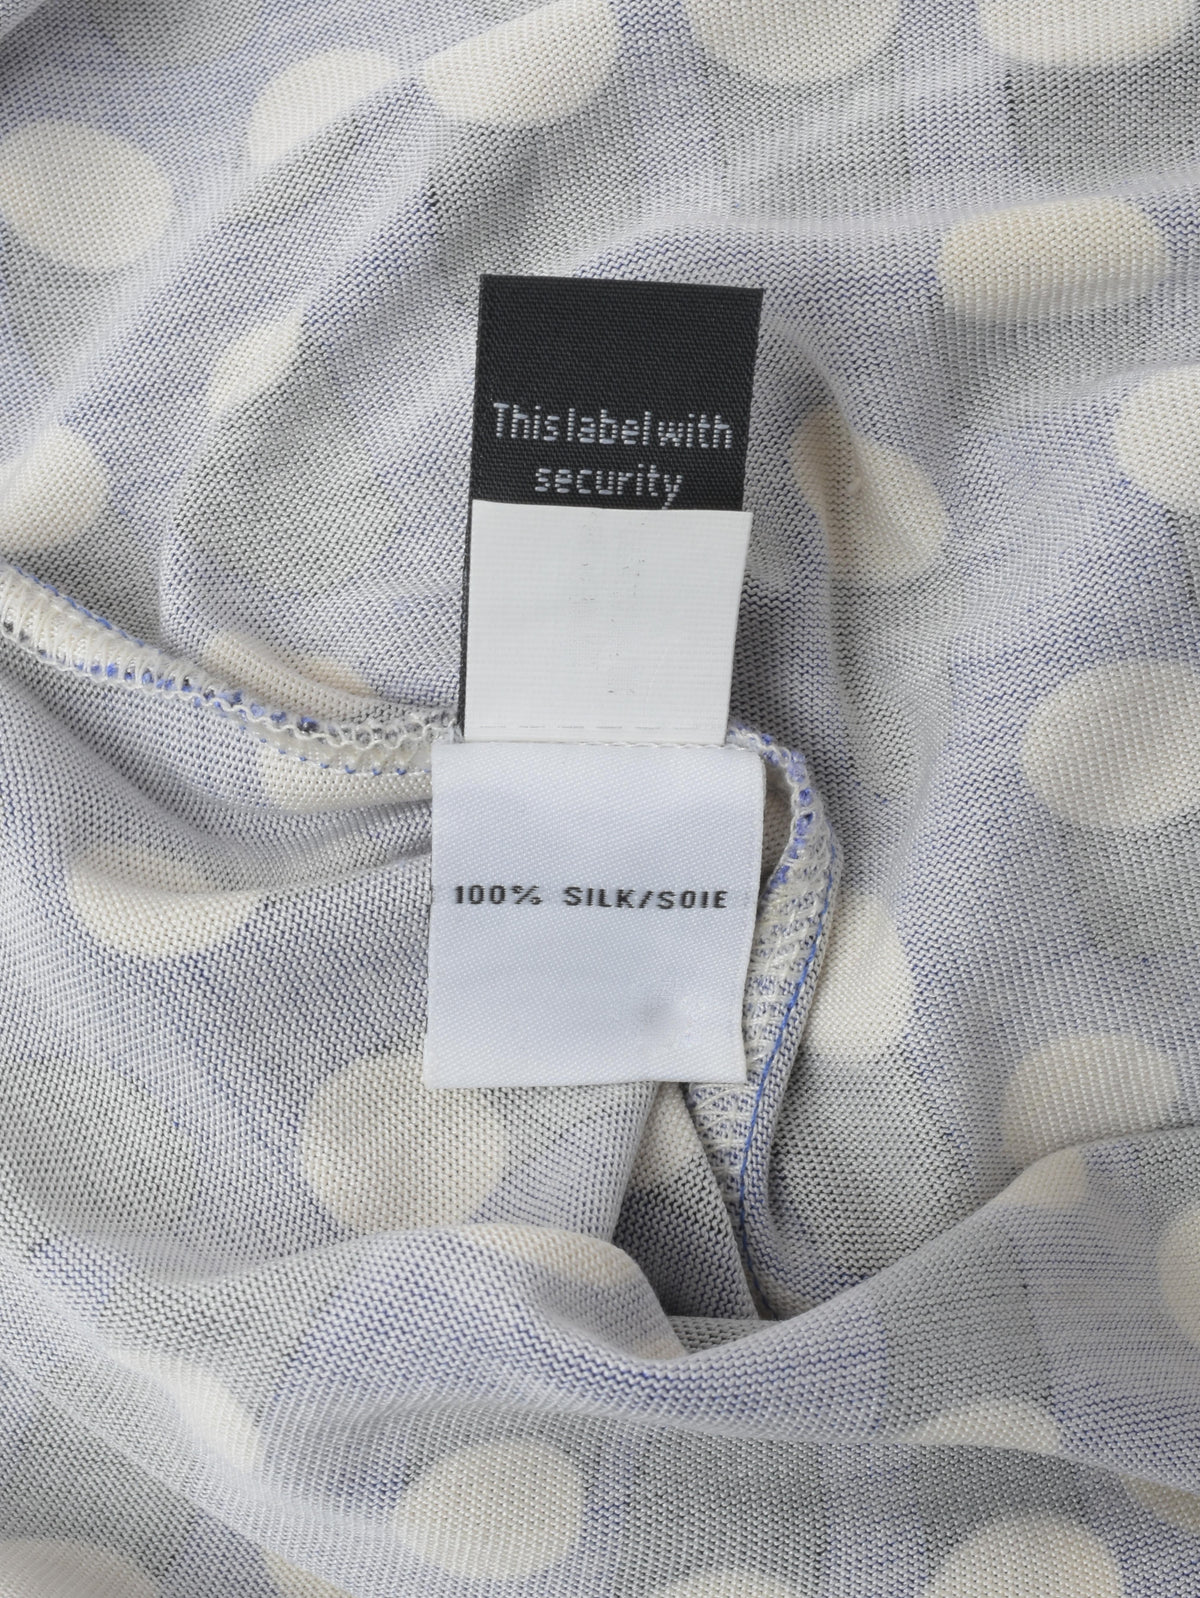 This label with
security
100% SILK/SOIE